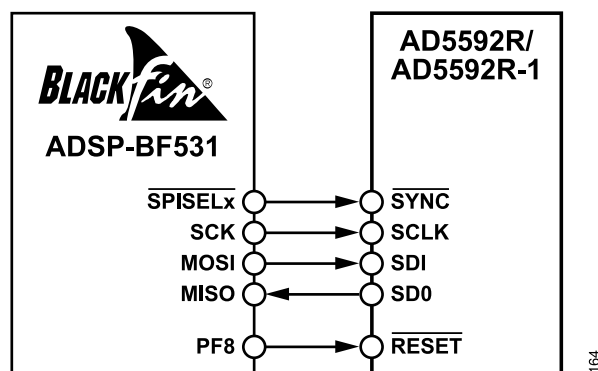 BLACKfin®
ADSP-BF531
AD5592R/
AD5592R-1
SPISELx SYNC
SCK SCLK
MOSI SDI
MISO SD0
PF8 RESET
164